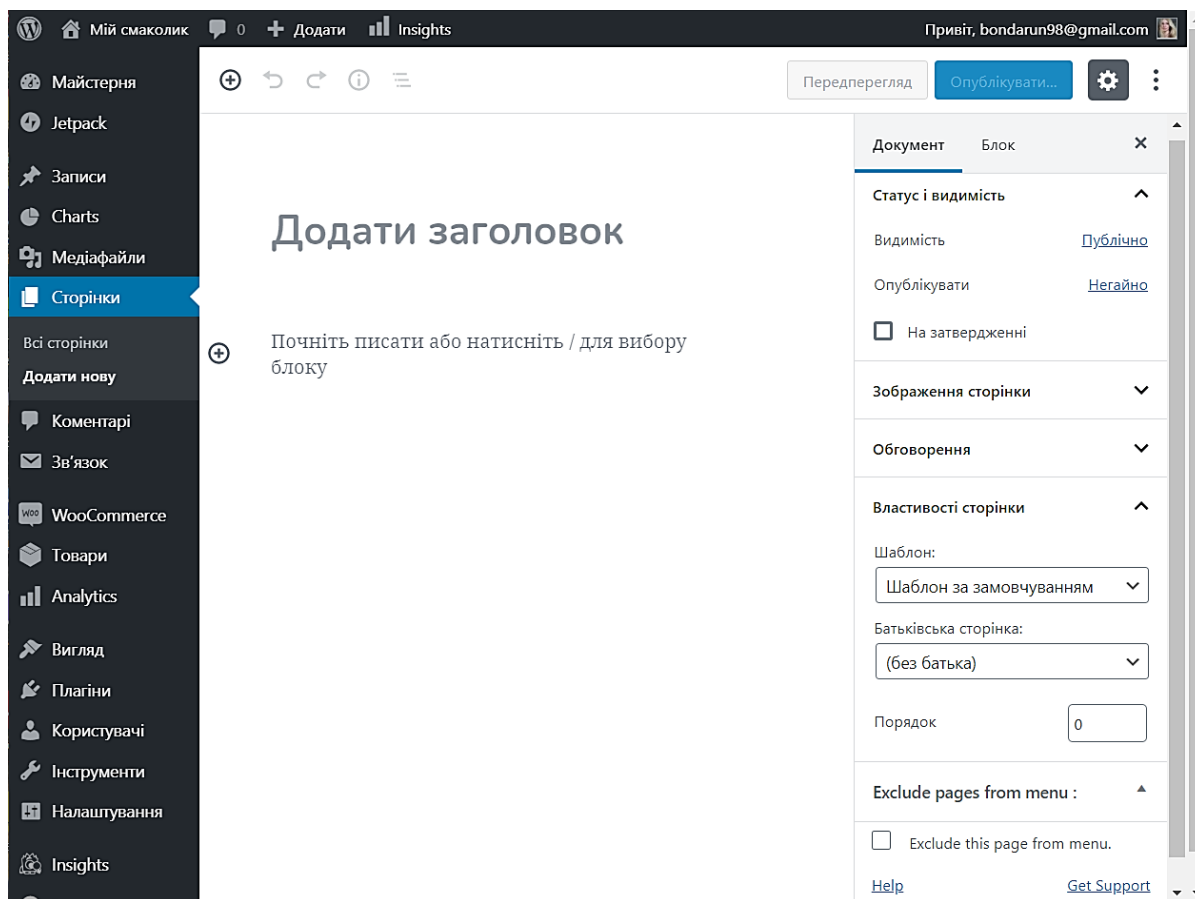 Мій смаколик 0 Додати Insights Привіт, bondarun98@gmail.com
Майстерня
Jetpack
Записи
Charts
Медіафайли
Сторінки
Всі сторінки
Додати нову
Коментарі
Зв'язок
WooCommerce
Товари
Analytics
Вигляд
Плагіни
Користувачі
Інструменти
Налаштування
Insights
Передперегляд Опублікувати...
Додати заголовок
Почніть писати або натисніть / для вибору
блоку
Документ Блок
Статус і видимість
Видимість Публічно
Опублікувати Негайно
На затвердженні
Зображення сторінки
Обговорення
Властивості сторінки
Шаблон:
Шаблон за замовчуванням
Батьківська сторінка:
(без батька)
Порядок 0
Exclude pages from menu :
Exclude this page from menu.
Help Get Support